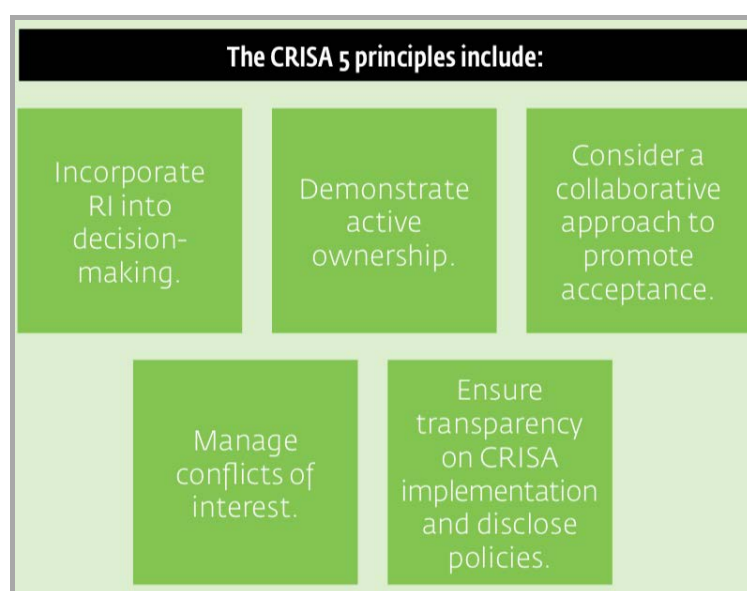 The CRISA 5 principles include:
Incorporate
RI into
decision-
making.
Demonstrate
active
ownership.
Consider a
collaborative
approach to
promote
acceptance.
Manage
conflicts of
interest.
Ensure
transparency
on CRISA
implementation
and disclose
policies.